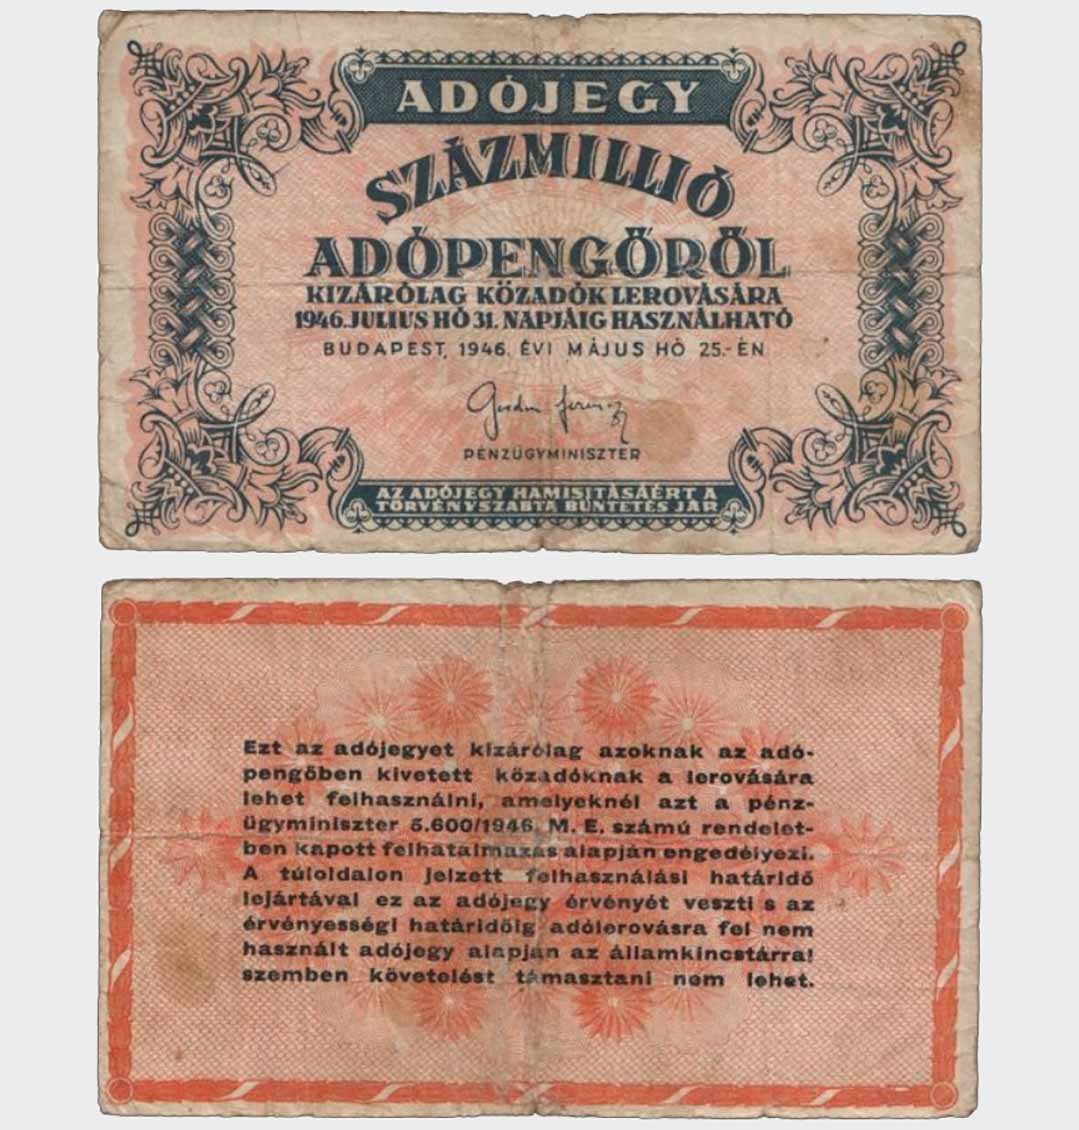 ADÓJEGY
SZÁZMILLIÓ
ADÓPENGŐRŐL
KIZÁRÓLAG KÖZADÓK LEROVÁSÁRA
1946. JULIUS HÓ 31. NAPJÁIG HASZNÁLHATÓ
BUDAPEST, 1946. ÉVI MÁJUS HÓ 25.-ÉN
Gordon Ferenc
PÉNZÜGYMINISZTER
AZ ADÓJEGY HAMISITÁSÁÉRT A
TÖRVÉNYSZABTA BÜNTETÉS JÁR
Ezt az adójegyet kizárólag azoknak az adó-
pengőben kivetett közadóknak a lerovására
lehet felhasználni, amelyeknél azt a pénz-
ügyminiszter 5.600/1946. M. E. számú rendelet-
ben kapott felhatalmazás alapján engedélyezi.
A túloldalon jelzett felhasználási határidő
lejártával ez az adójegy érvényét veszti s az
érvényességi határidőig adólerovásra fel nem
használt adójegy alapján az államkincstárral
szemben követelést támasztani nem lehet.